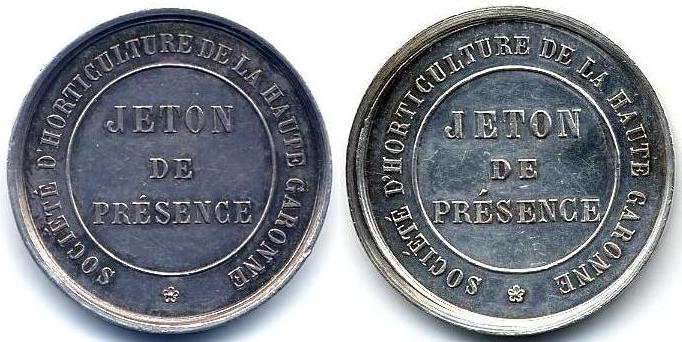 SOCIÉTÉ D'HORTICULTURE DE LA HAUTE GARONNE
JETON
DE
PRÉSENCE
SOCIÉTÉ D'HORTICULTURE DE LA HAUTE GARONNE
JETON
DE
PRÉSENCE